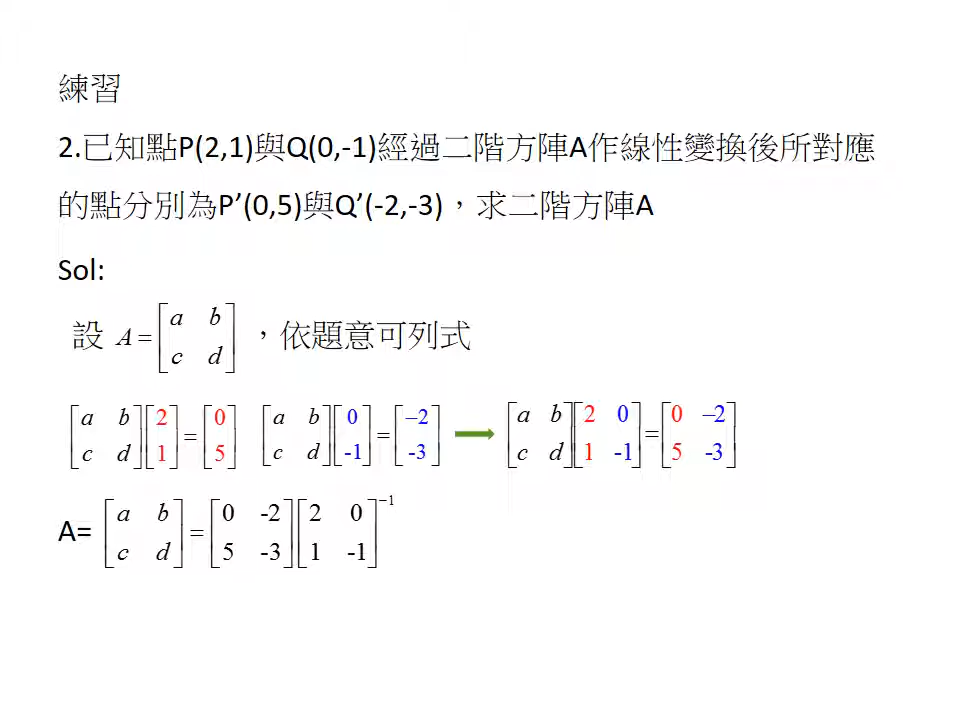 練習
2.已知點P(2,1)與Q(0,-1)經過二階方陣A作線性變換後所對應
的點分別為P’(0,5)與Q’(-2,-3)，求二階方陣A
Sol:
設 A = [a b; c d] ，依題意可列式
[a b; c d][2; 1] = [0; 5] [a b; c d][0; -1] = [−2; -3] → [a b; c d][2 0; 1 -1] = [0 −2; 5 -3]
A= [a b; c d] = [0 -2; 5 -3][2 0; 1 -1]⁻¹